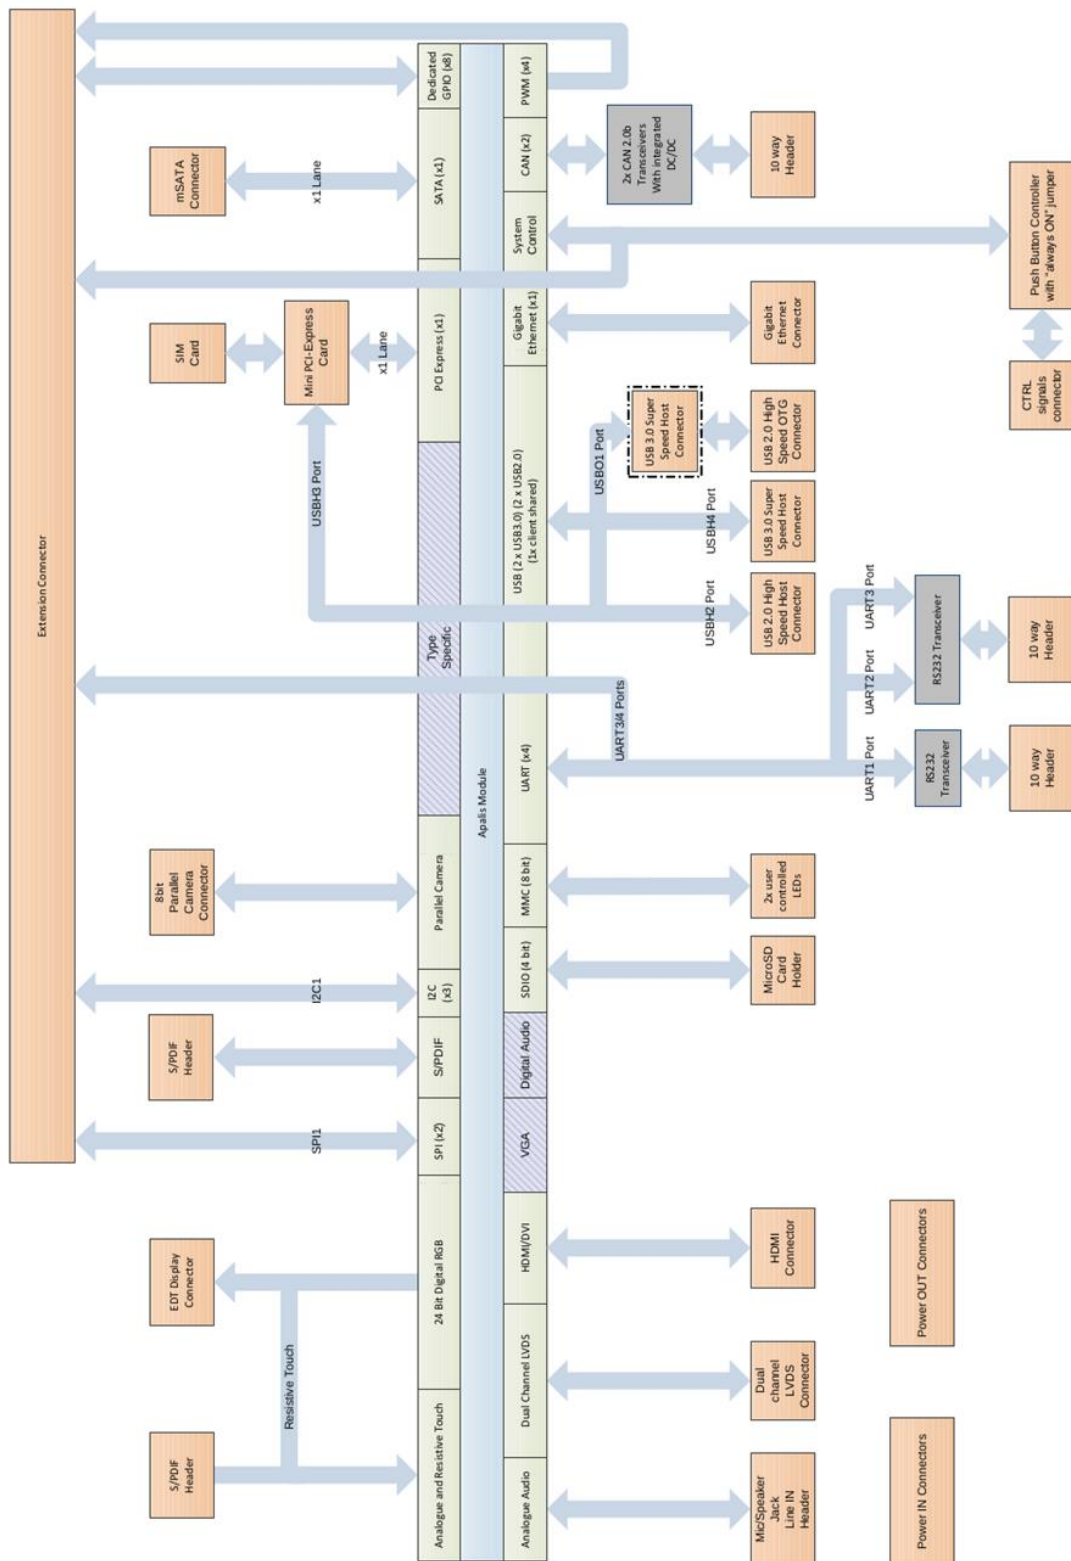 Extension Connector
S/PDIF
Header
Resistive Touch
EDT Display
Connector
SPI1
S/PDIF
Header
I2C1
8bit
Parallel
Camera
Connector
USBH3 Port
SIM
Card
Mini PCI-Express
Card
x1 Lane
mSATA
Connector
x1 Lane
Analogue and Resistive Touch
24 Bit Digital RGB
SPI (x2)
S/PDIF
I2C
(x3)
Parallel Camera
Type
Specific
PCI Express (x1)
SATA (x1)
Dedicated
GPIO (x8)
Apalis Module
Analogue Audio
Dual Channel LVDS
HDMI/DVI
VGA
Digital Audio
SDIO (4 bit)
MMC (8 bit)
UART (x4)
USB (2 x USB3.0) (2 x USB2.0)
(1x client shared)
Gigabit
Ethernet (x1)
System
Control
CAN (x2)
PWM (x4)
UART3/4 Ports
USBO1 Port
USB 3.0 Super
Speed Host
Connector
2x CAN 2.0b
Transceivers
With integrated
DC/DC
USBH2 Port
USBH4 Port
Mic/Speaker
Jack
Line IN
Header
Dual
channel
LVDS
Connector
HDMI
Connector
MicroSD
Card
Holder
2x user
controlled
LEDs
USB 2.0 High
Speed Host
Connector
USB 3.0 Super
Speed Host
Connector
USB 2.0 High
Speed OTG
Connector
Gigabit
Ethernet
Connector
10 way
Header
UART1 Port
UART2 Port
UART3 Port
Power IN Connectors
Power OUT Connectors
RS232
Transceiver
RS232 Transceiver
10 way
Header
10 way
Header
CTRL
signals
connector
Push Button Controller
with "always ON" jumper